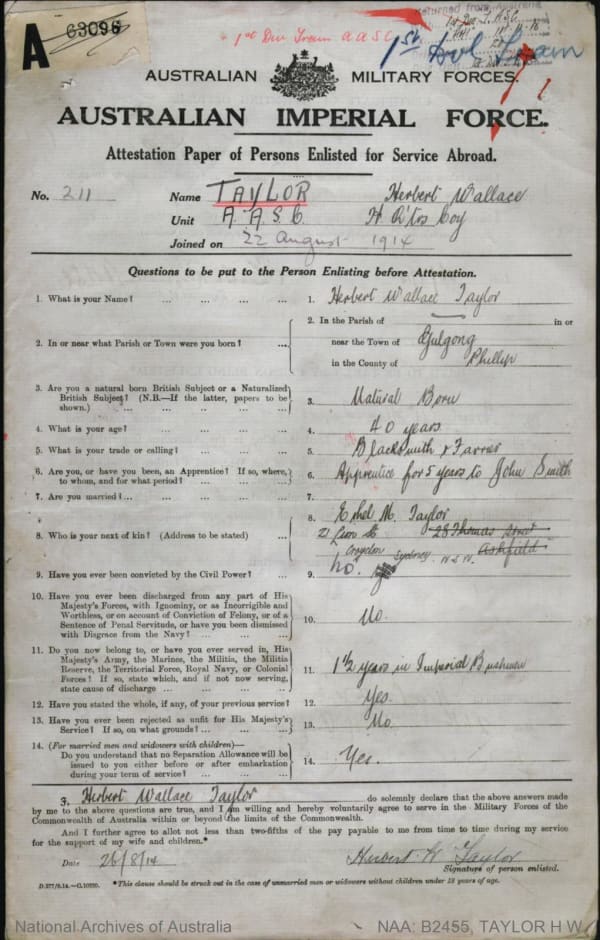 A 63096
1st Div Train A.A.S.C.
Returned from Australia
1st Div Train
AUSTRALIAN MILITARY FORCES.
AUSTRALIAN IMPERIAL FORCE.
Attestation Paper of Persons Enlisted for Service Abroad.
No. 211 Name TAYLOR Herbert Wallace
Unit A.A.S.C. H Q'trs Coy
Joined on 22 August 1914
Questions to be put to the Person Enlisting before Attestation.
1. What is your Name? ... ... ... 1. Herbert Wallace Taylor
2. In or near what Parish or Town were you born? ... 2. In the Parish of in or
near the Town of Gulgong
in the County of Phillip
3. Are you a natural born British Subject or a Naturalized
British Subject? (N.B.—If the latter, papers to be
shown.) ... ... ... ... 3. Natural Born
4. What is your age? ... ... ... 4. 40 years
5. What is your trade or calling? ... ... 5. Blacksmith & Farrier
6. Are you, or have you been, an Apprentice? If so, where,
to whom, and for what period? ... ... 6. Apprentice for 5 years to John Smith
7. Are you married? ... ... ... ...
8. Who is your next of kin? (Address to be stated) ... 8. Ethel M. Taylor
28 Thomas Street
Croydon Sydney N.S.W. Ashfield
9. Have you ever been convicted by the Civil Power? ... 9. No.
10. Have you ever been discharged from any part of His
Majesty's Forces, with Ignominy, or as Incorrigible and
Worthless, or on account of Conviction of Felony, or of a
Sentence of Penal Servitude, or have you been dismissed
with Disgrace from the Navy? ... ... ... 10. No.
11. Do you now belong to, or have you ever served in, His
Majesty's Army, the Marines, the Militia, the Militia
Reserve, the Territorial Force, Royal Navy, or Colonial
Forces? If so, state which, and if not now serving,
state cause of discharge ... ... ... 11. 1½ years in Imperial Bushmen
12. Have you stated the whole, if any, of your previous service? 12. Yes.
13. Have you ever been rejected as unfit for His Majesty's
Service? If so, on what grounds? ... ... 13. No
14. (For married men and widowers with children)—
Do you understand that no Separation Allowance will be
issued to you either before or after embarkation
during your term of service? ... ... ... 14. Yes.
I, Herbert Wallace Taylor do solemnly declare that the above answers made
by me to the above questions are true, and I am willing and hereby voluntarily agree to serve in the Military Forces of the
Commonwealth of Australia within or beyond the limits of the Commonwealth.
And I further agree to allot not less than two-fifths of the pay payable to me from time to time during my service
for the support of my wife and children.*
Date 26/8/14 Herbert W Taylor
Signature of person enlisted.
D.277/8.14.—C.10230. *This clause should be struck out in the case of unmarried men or widowers without children under 18 years of age.
National Archives of Australia NAA: B2455, TAYLOR H W